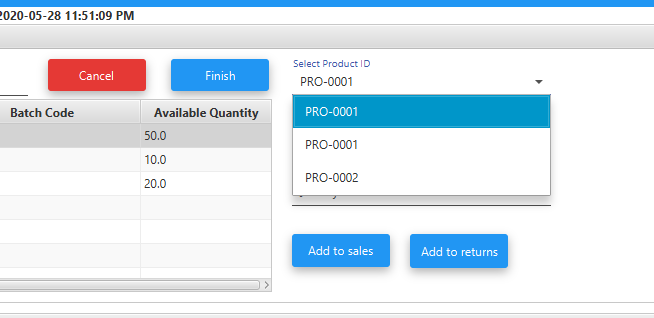 2020-05-28 11:51:09 PM
Cancel
Finish
Select Product ID
PRO-0001
Batch Code
Available Quantity
50.0
10.0
20.0
PRO-0001
PRO-0001
PRO-0002
Add to sales
Add to returns